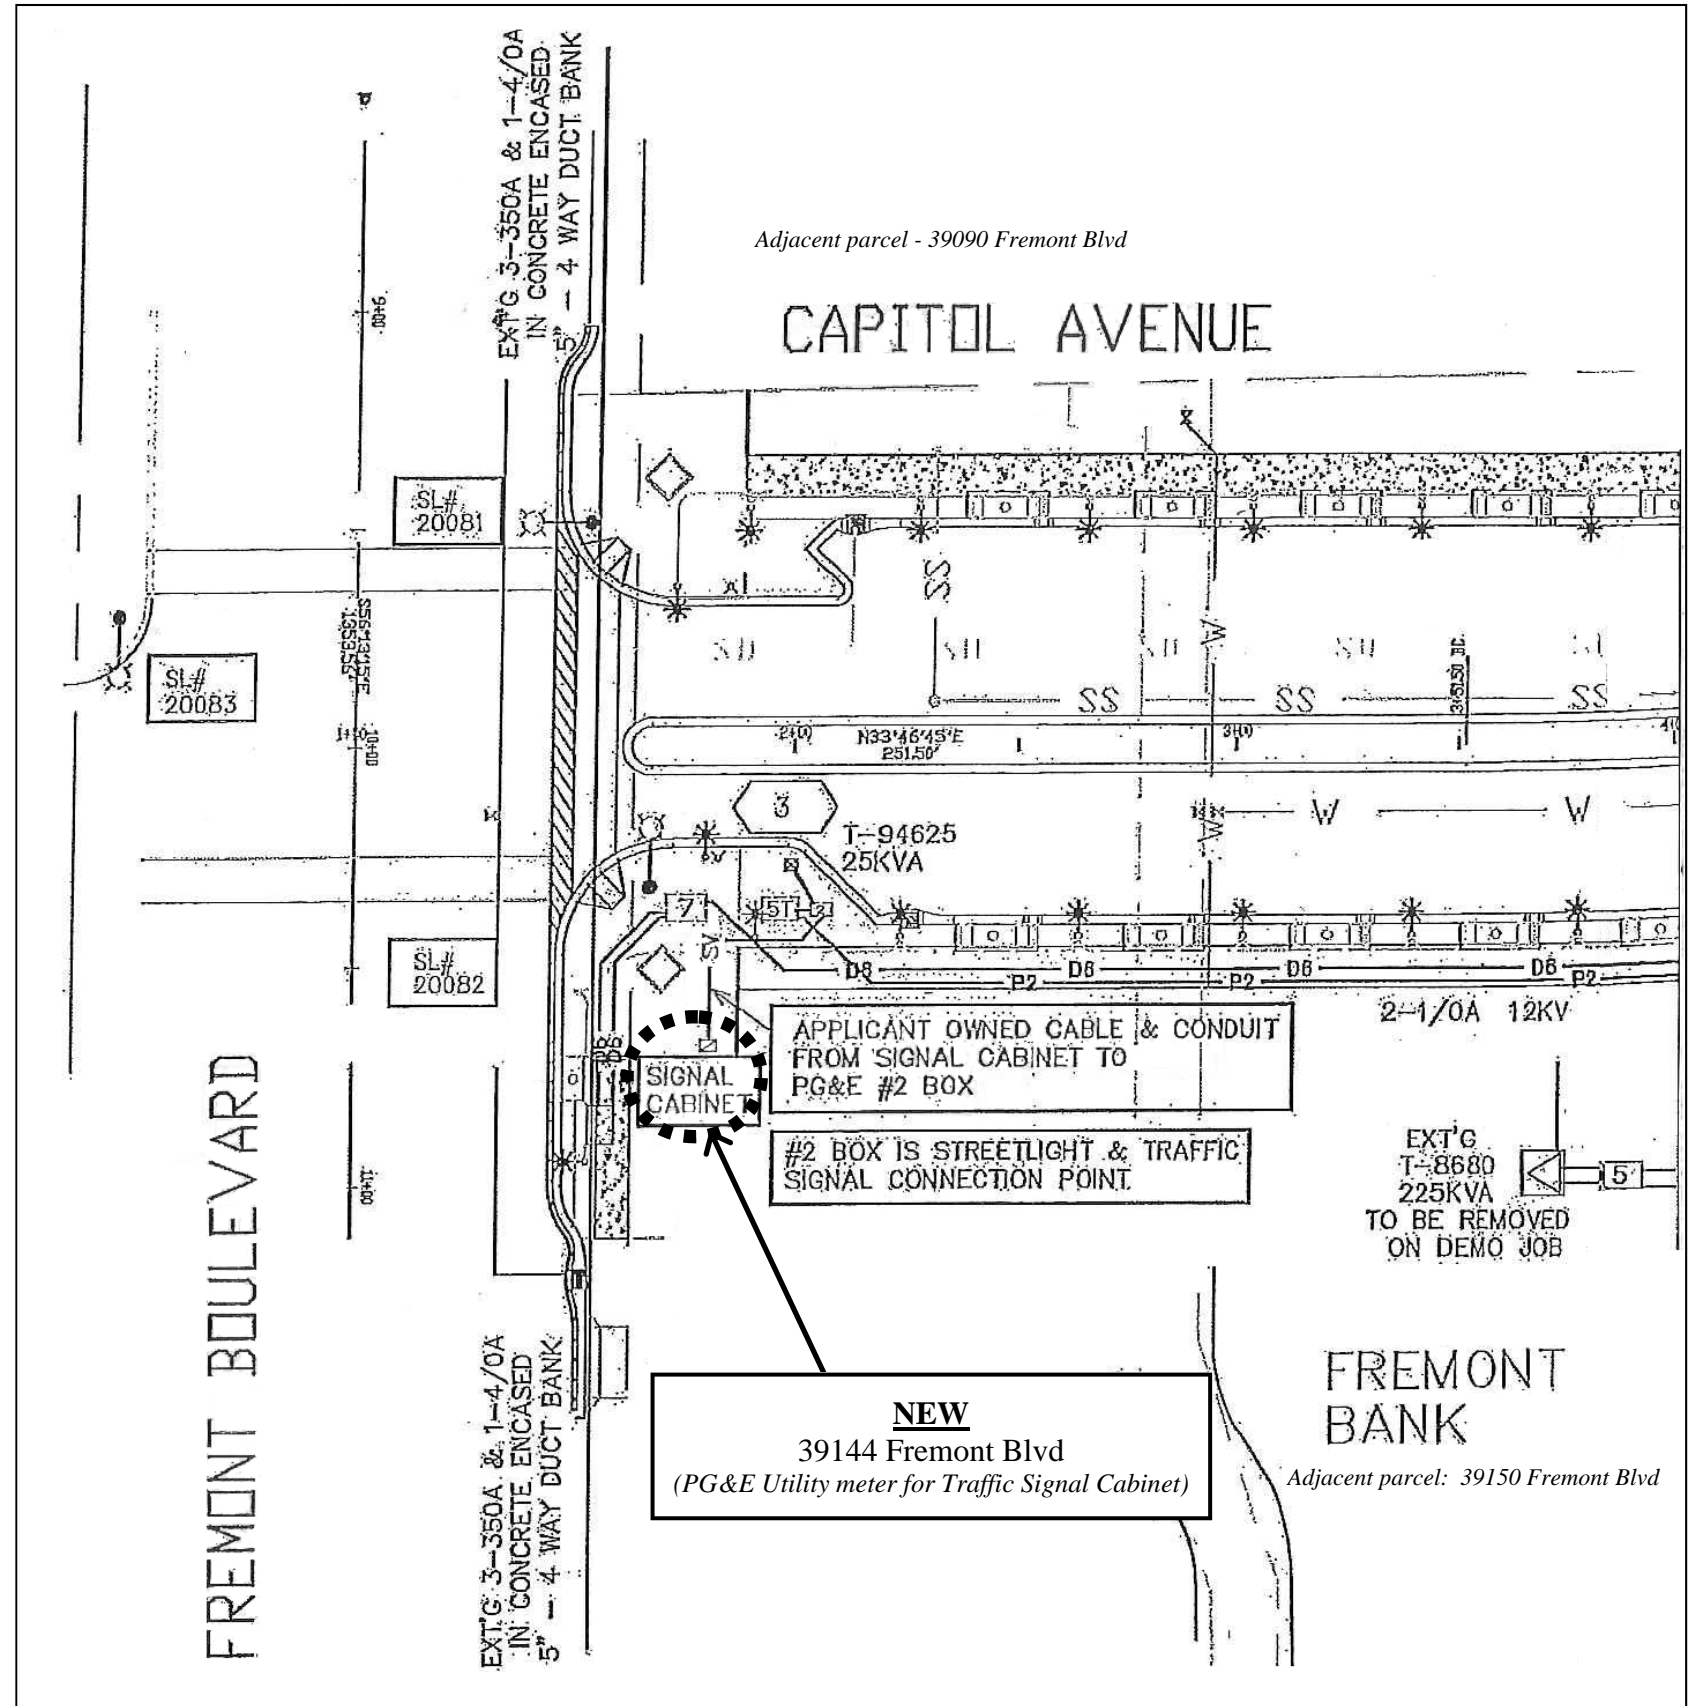 EXT'G 3-350A & 1-4/0A
IN CONCRETE ENCASED
5" - 4 WAY DUCT BANK
Adjacent parcel - 39090 Fremont Blvd
CAPITOL AVENUE
SL#
20081
SL#
20083
SS
SD
SS SS SS
W
N33°46'45"E
251.50'
3
T-94625
25KVA
W W
7
5T
2
SV
SL#
20082
D8 D6 D6 D6
P2 P2 P2
2-1/0A 12KV
APPLICANT OWNED CABLE & CONDUIT
FROM SIGNAL CABINET TO
PG&E #2 BOX
SIGNAL
CABINET
#2 BOX IS STREETLIGHT & TRAFFIC
SIGNAL CONNECTION POINT
EXT'G
T-8680
225KVA
TO BE REMOVED
ON DEMO JOB
5
FREMONT BOULEVARD
EXT'G 3-350A & 1-4/0A
IN CONCRETE ENCASED
5" - 4 WAY DUCT BANK
NEW
39144 Fremont Blvd
(PG&E Utility meter for Traffic Signal Cabinet)
FREMONT
BANK
Adjacent parcel: 39150 Fremont Blvd